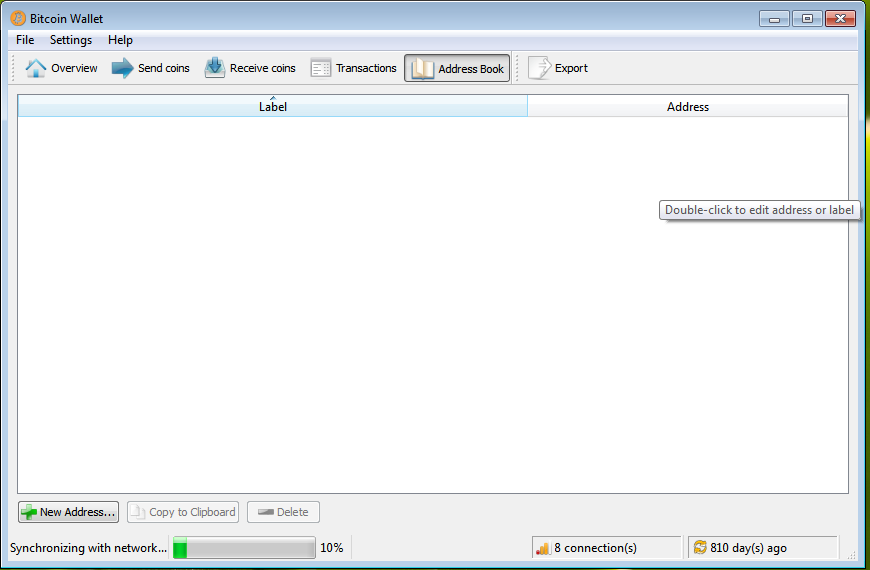 Bitcoin Wallet
File Settings Help
Overview Send coins Receive coins Transactions Address Book Export
Label Address
Double-click to edit address or label
New Address... Copy to Clipboard Delete
Synchronizing with network... 10% 8 connection(s) 810 day(s) ago